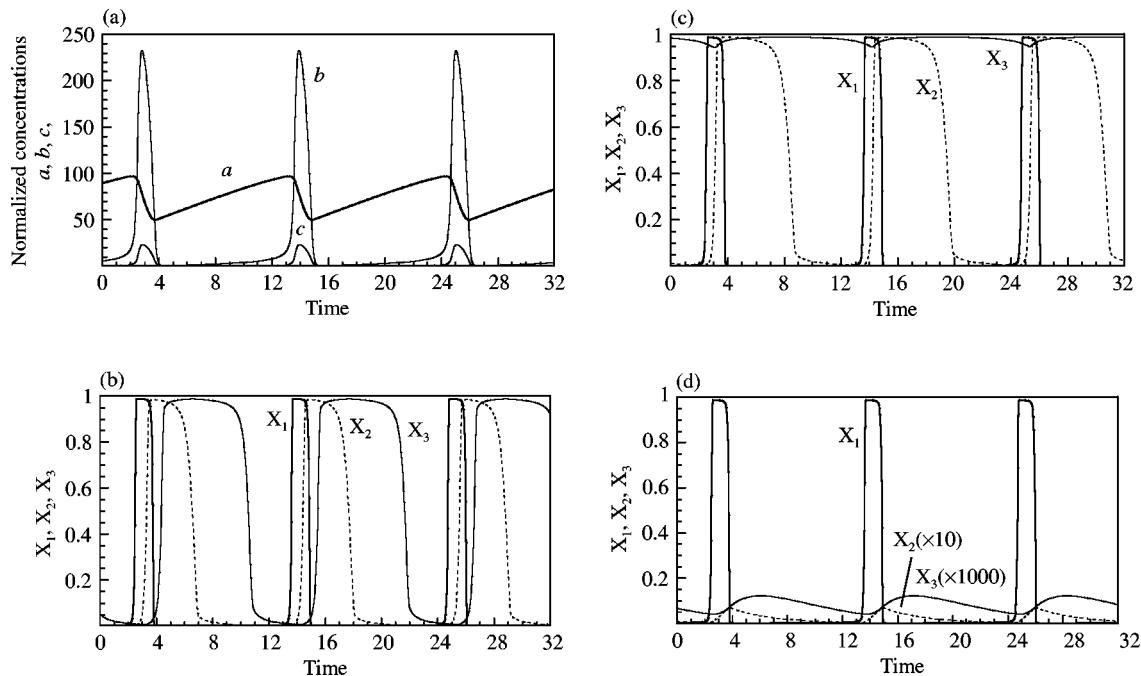 (a)
Normalized concentrations
a, b, c,
250
200
150
100
50
b
a
c
0 4 8 12 16 20 24 28 32
Time
(c)
X₁, X₂, X₃
1
0.8
0.6
0.4
0.2
X₁
X₂
X₃
0 4 8 12 16 20 24 28 32
Time
(b)
X₁, X₂, X₃
1
0.8
0.6
0.4
0.2
X₁
X₂
X₃
0 4 8 12 16 20 24 28 32
Time
(d)
X₁, X₂, X₃
1
0.8
0.6
0.4
0.2
X₁
X₂(×10)
X₃(×1000)
0 4 8 12 16 20 24 28 32
Time